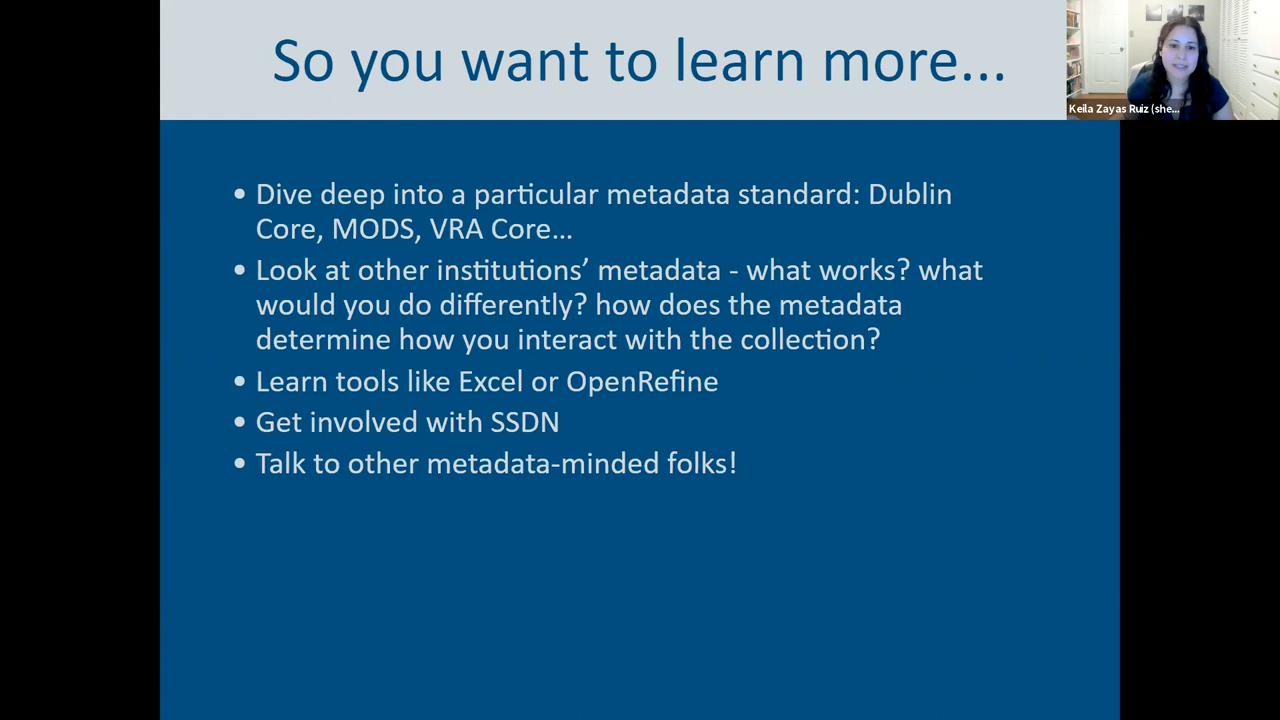 So you want to learn more...
Keila Zayas Ruiz (she...
• Dive deep into a particular metadata standard: Dublin
Core, MODS, VRA Core...
• Look at other institutions’ metadata - what works? what
would you do differently? how does the metadata
determine how you interact with the collection?
• Learn tools like Excel or OpenRefine
• Get involved with SSDN
• Talk to other metadata-minded folks!